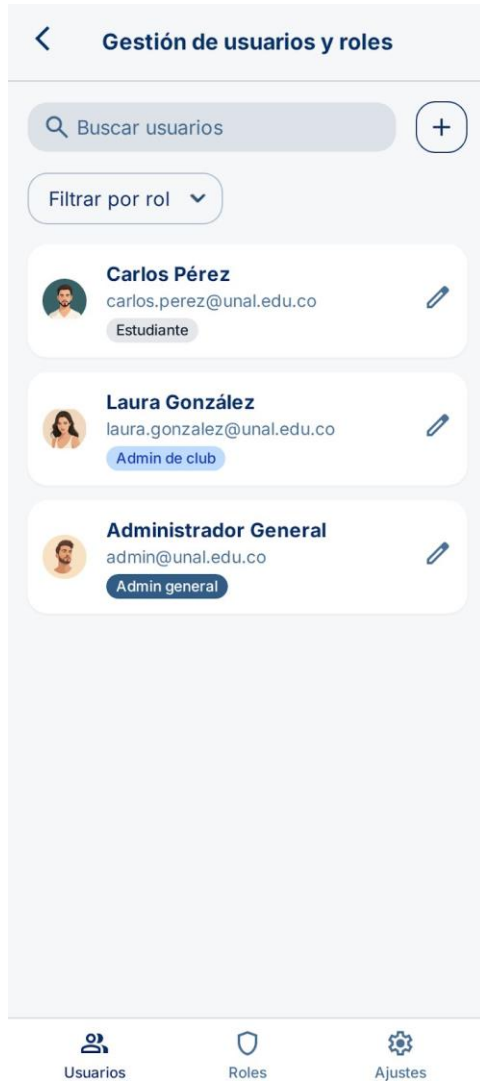 Gestión de usuarios y roles
Buscar usuarios
+
Filtrar por rol
Carlos Pérez
carlos.perez@unal.edu.co
Estudiante
Laura González
laura.gonzalez@unal.edu.co
Admin de club
Administrador General
admin@unal.edu.co
Admin general
Usuarios Roles Ajustes